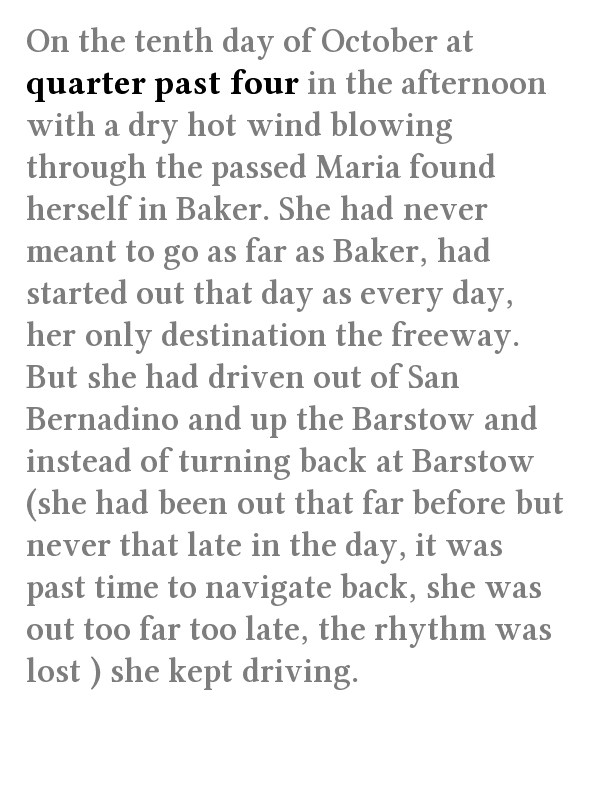 On the tenth day of October at
quarter past four in the afternoon
with a dry hot wind blowing
through the passed Maria found
herself in Baker. She had never
meant to go as far as Baker, had
started out that day as every day,
her only destination the freeway.
But she had driven out of San
Bernadino and up the Barstow and
instead of turning back at Barstow
(she had been out that far before but
never that late in the day, it was
past time to navigate back, she was
out too far too late, the rhythm was
lost ) she kept driving.